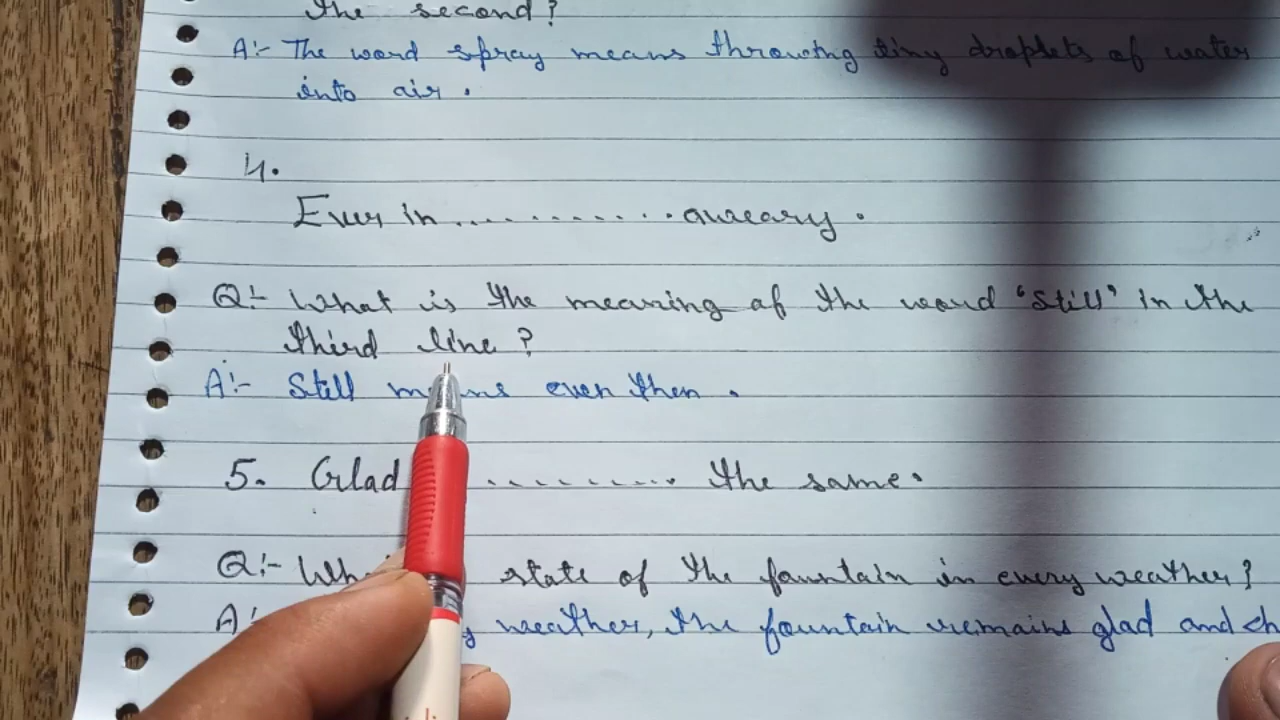 the second?
A:- The word spray means throwing tiny droplets of water
into air.
4.
Ever in ............ aweary.
Q:- What is the meaning of the word 'still' in the
third line?
A:- Still means even then.
5. Glad ......... the same.
Q:- state of the fountain in every weather?
A:- weather, the fountain remains glad and